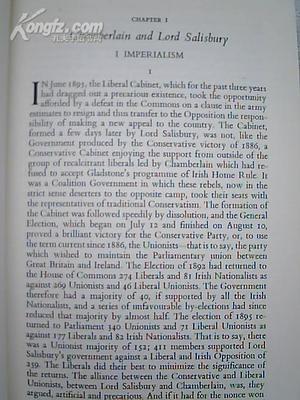 Kongfz.com
CHAPTER I
berlain and Lord Salisbury
I IMPERIALISM
I
IN June 1895, the Liberal Cabinet, which for the past three years
had dragged out a precarious existence, took the opportunity
afforded by a defeat in the Commons on a clause in the army
estimates to resign and thus transfer to the Opposition the respon-
sibility of making a new appeal to the country. The Cabinet,
formed a few days later by Lord Salisbury, was not, like the
Government produced by the Conservative victory of 1886, a
Conservative Cabinet enjoying the support from outside of the
group of recalcitrant liberals led by Chamberlain which had re-
fused to accept Gladstone's programme of Irish Home Rule. It
was a Coalition Government in which these rebels, now in the
strict sense deserters to the opposite camp, took their seats with
the representatives of traditional Conservatism. The formation of
the Cabinet was followed speedily by dissolution, and the General
Election, which began on July 12 and finished on August 10,
proved a brilliant victory for the Conservative Party, or, to use
the term current since 1886, the Unionists—that is to say, the party
which wished to maintain the Parliamentary union between
Great Britain and Ireland. The Election of 1892 had returned to
the House of Commons 274 Liberals and 81 Irish Nationalists as
against 269 Unionists and 46 Liberal Unionists. The Government
therefore had a majority of 40, if supported by all the Irish
Nationalists, and a series of unfavourable by-elections had since
reduced that majority by almost half. The election of 1895 re-
turned to Parliament 340 Unionists and 71 Liberal Unionists as
against 177 Liberals and 82 Irish Nationalists. That is to say, there
was a Unionist majority of 152; 411 members supported Lord
Salisbury's government against a Liberal and Irish Opposition of
259. The Liberals did their best to minimize the significance of
the returns. The alliance between the Conservative and Liberal
Unionists, between Lord Salisbury and Chamberlain, was, they
argued, artificial and precarious. And if it had for the nonce won